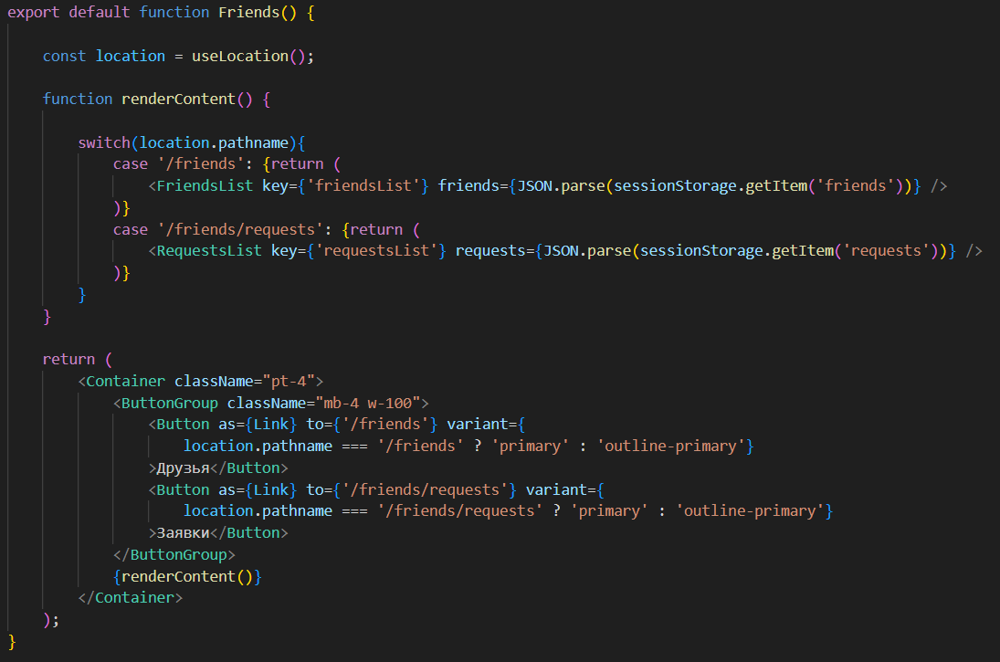 export default function Friends() {
const location = useLocation();
function renderContent() {
switch(location.pathname){
case '/friends': {return (
<FriendsList key={'friendsList'} friends={JSON.parse(sessionStorage.getItem('friends'))} />
)}
case '/friends/requests': {return (
<RequestsList key={'requestsList'} requests={JSON.parse(sessionStorage.getItem('requests'))} />
)}
}
}
return (
<Container className="pt-4">
<ButtonGroup className="mb-4 w-100">
<Button as={Link} to={'/friends'} variant={
location.pathname === '/friends' ? 'primary' : 'outline-primary'}
>Друзья</Button>
<Button as={Link} to={'/friends/requests'} variant={
location.pathname === '/friends/requests' ? 'primary' : 'outline-primary'}
>Заявки</Button>
</ButtonGroup>
{renderContent()}
</Container>
);
}